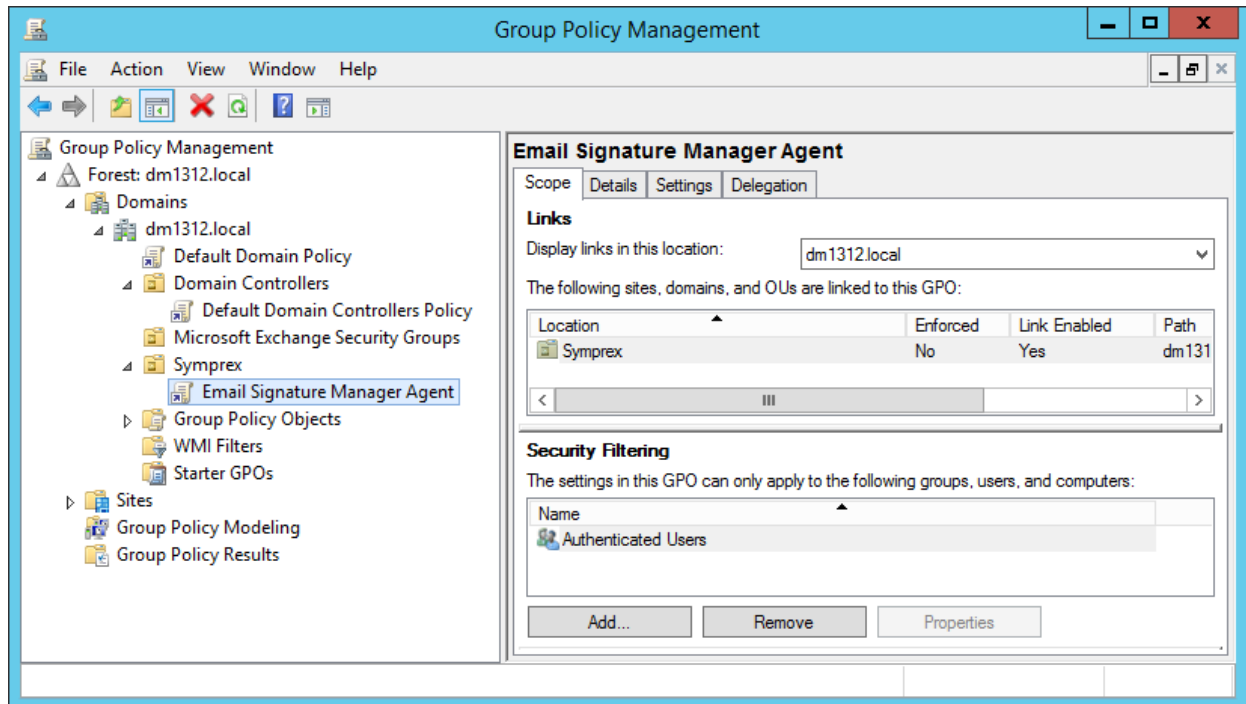 Group Policy Management
File Action View Window Help
Group Policy Management
Forest: dm1312.local
Domains
dm1312.local
Default Domain Policy
Domain Controllers
Default Domain Controllers Policy
Microsoft Exchange Security Groups
Symprex
Email Signature Manager Agent
Group Policy Objects
WMI Filters
Starter GPOs
Sites
Group Policy Modeling
Group Policy Results
Email Signature Manager Agent
Scope Details Settings Delegation
Links
Display links in this location: dm1312.local
The following sites, domains, and OUs are linked to this GPO:
Location Enforced Link Enabled Path
Symprex No Yes dm131
Security Filtering
The settings in this GPO can only apply to the following groups, users, and computers:
Name
Authenticated Users
Add... Remove Properties